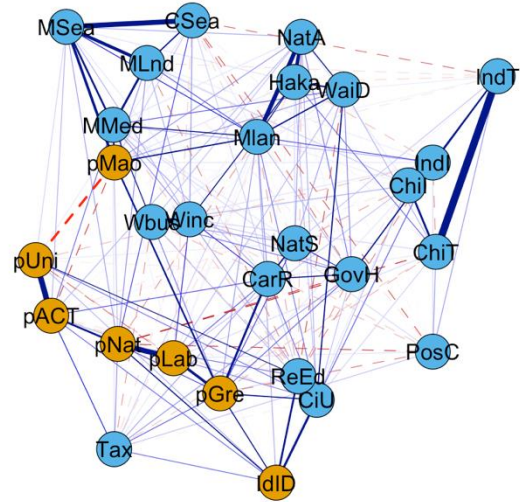 MSea
CSea
NatA
MLnd
IndT
Haka
WaiD
MMed
Mlan
pMao
IndI
ChiI
Winc
NatS
ChiT
pUni
CarR
GovH
pACT
pNat
pLab
PosC
ReEd
pGre
CiU
Tax
IdID